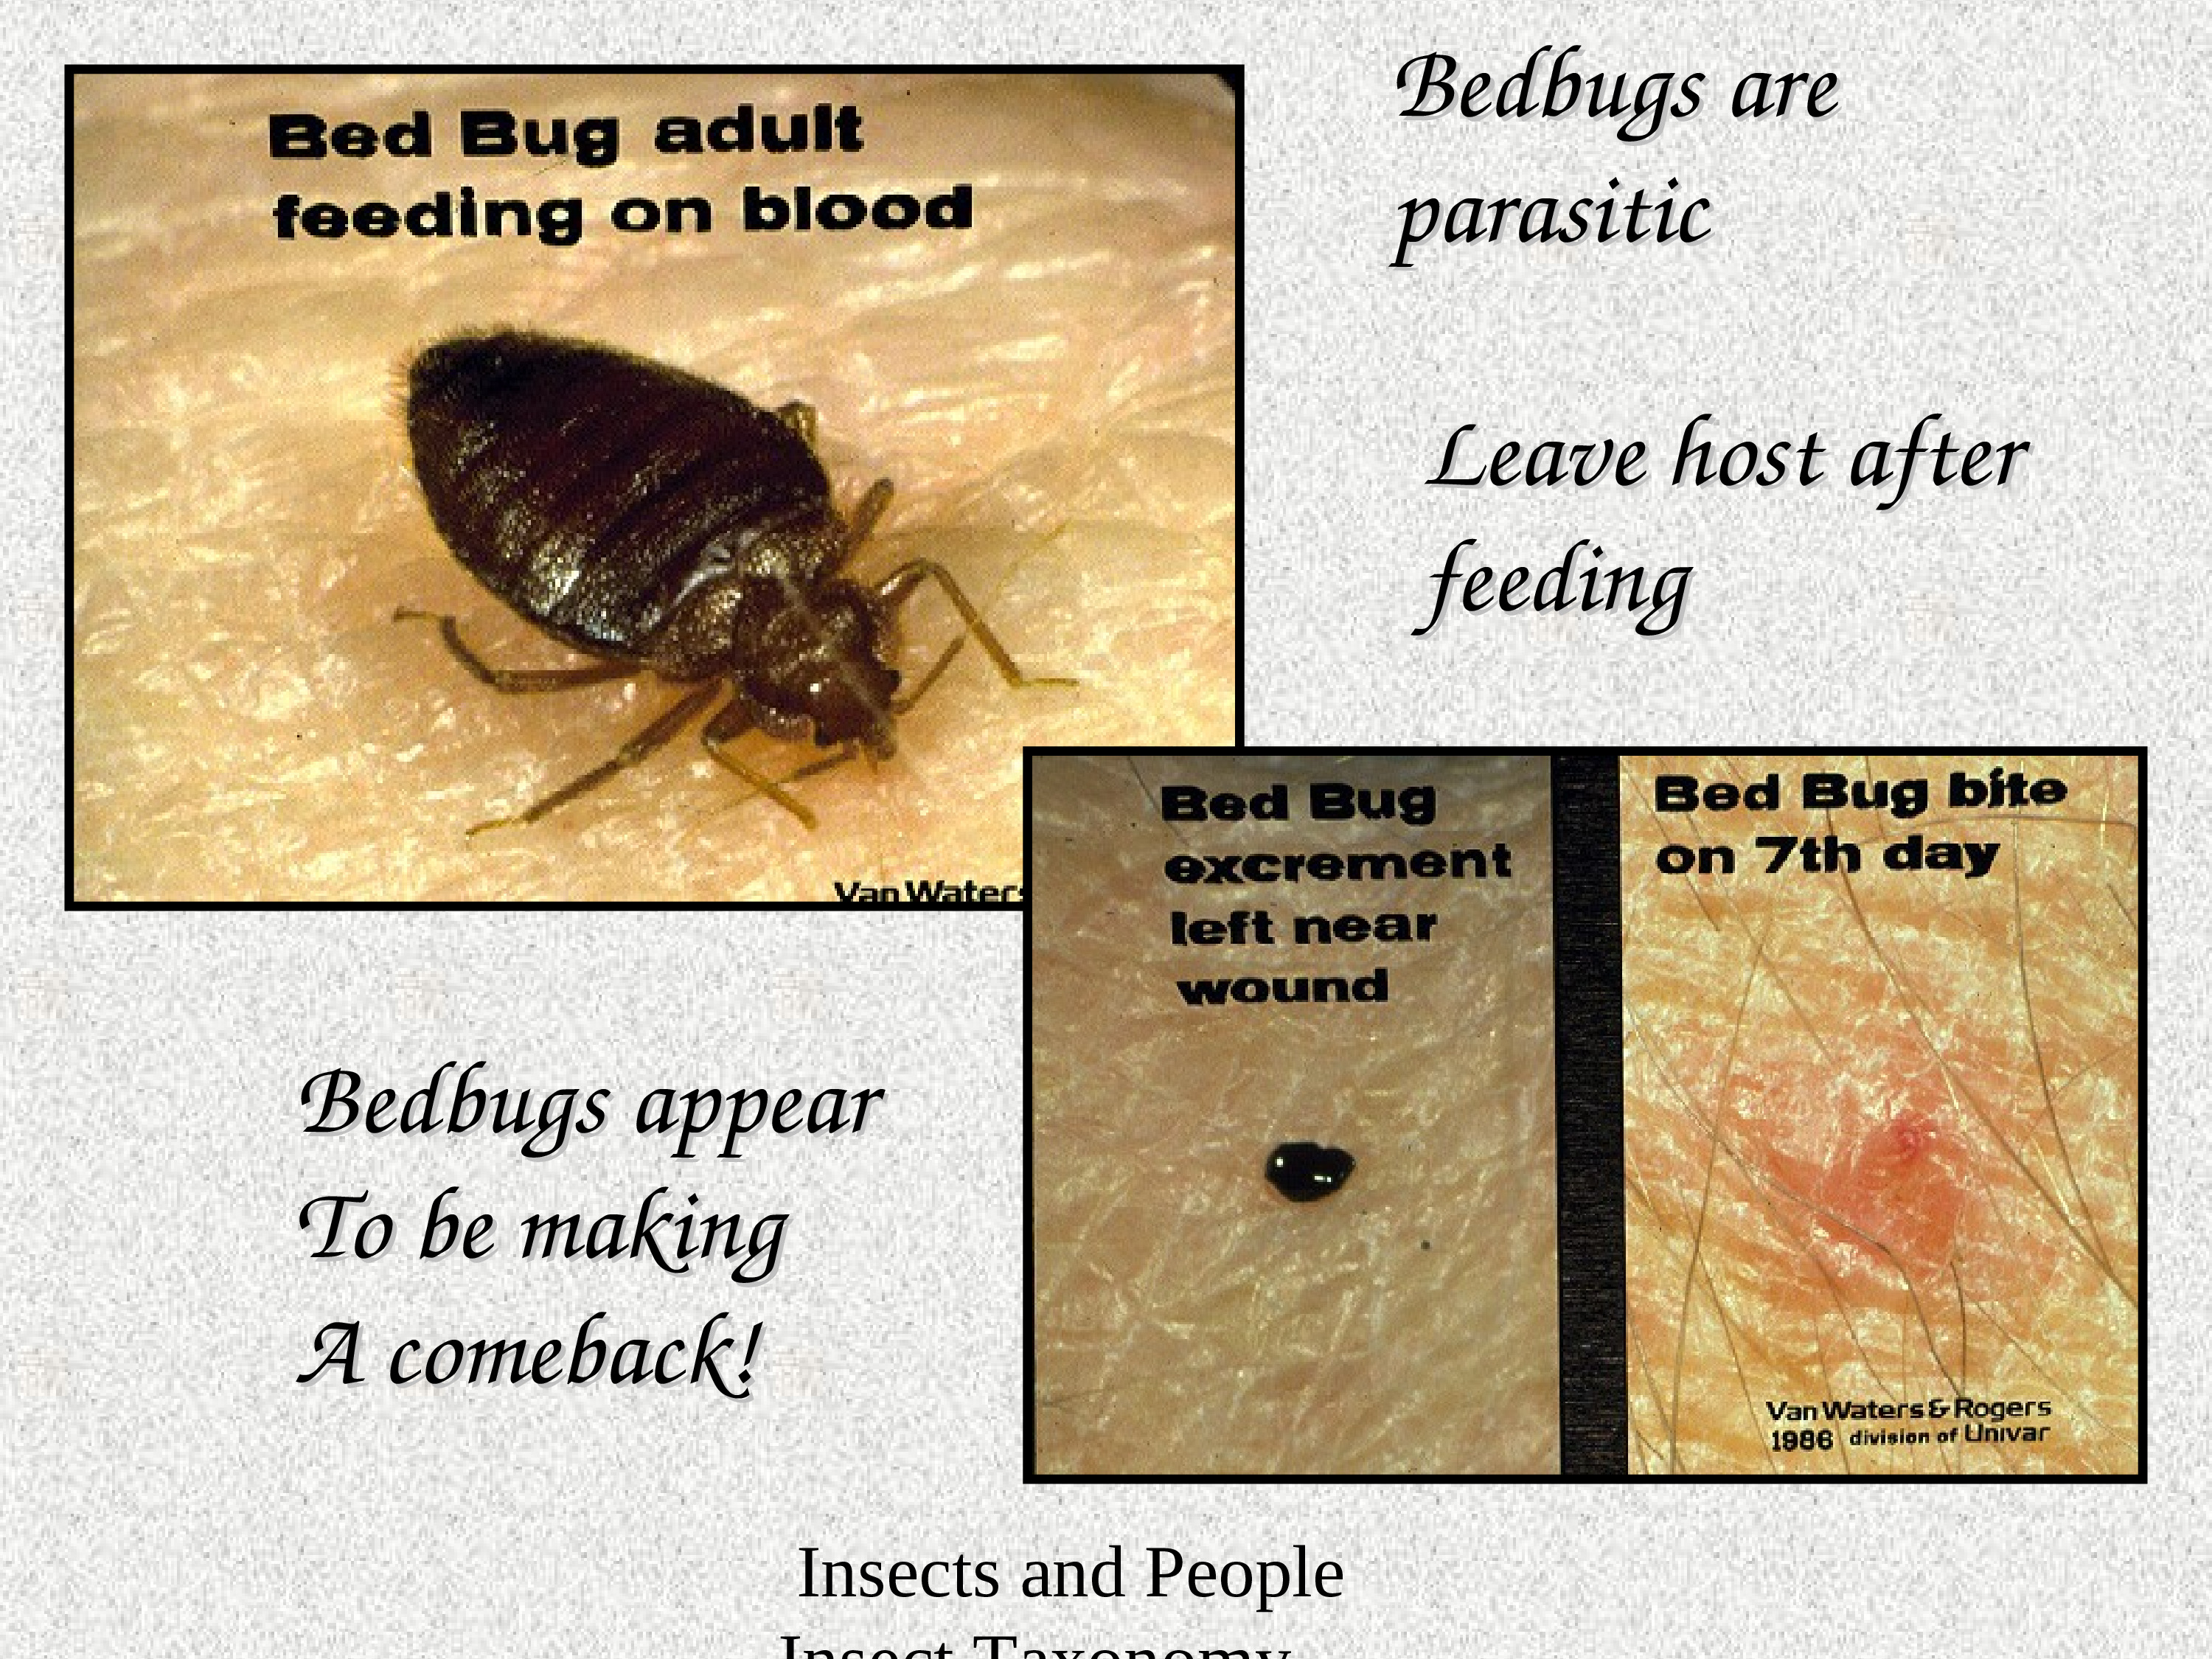 Bed Bug adult
feeding on blood
Van Waters
Bedbugs are
parasitic
Leave host after
feeding
Bed Bug
excrement
left near
wound
Bed Bug bite
on 7th day
Van Waters & Rogers
1986 division of Univar
Bedbugs appear
To be making
A comeback!
Insects and People
Insect Taxonomy